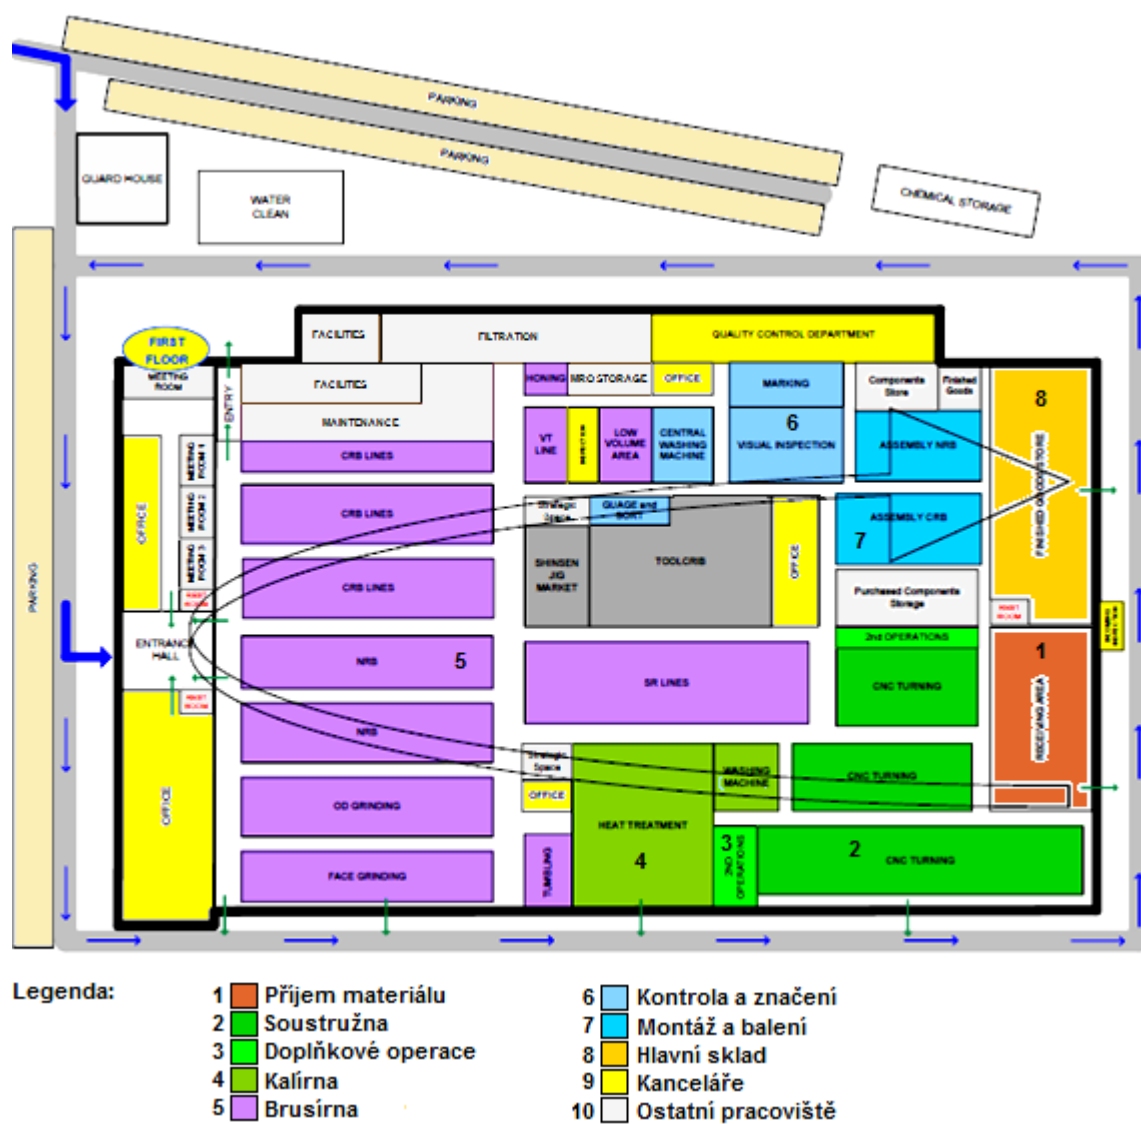 PARKING
PARKING
GUARD HOUSE
WATER
CLEAN
CHEMICAL STORAGE
PARKING
FIRST
FLOOR
FACILITIES
FILTRATION
QUALITY CONTROL DEPARTMENT
MEETING
ROOM
ENTRY
FACILITIES
MAINTENANCE
HONING
MRO STORAGE
OFFICE
MARKING
Components
Store
Finished
Goods
8
FINISHED GOODS STORE
CRB LINES
VT
LINE
LOW
VOLUME
AREA
CENTRAL
WASHING
MACHINE
6
VISUAL INSPECTION
ASSEMBLY NRB
OFFICE
MEETING
ROOM 1
MEETING
ROOM 2
MEETING
ROOM 3
CRB LINES
Strategic
Space
GUAGE and
SORT
ASSEMBLY CRB
7
CRB LINES
SHINSEN
JIG
MARKET
TOOLCRIB
OFFICE
Purchased Components
Storage
ENTRANCE
HALL
NRB
5
SR LINES
2nd OPERATIONS
CNC TURNING
1
RECEIVING AREA
NRB
OFFICE
Strategic
Space
OFFICE
WASHING
MACHINE
CNC TURNING
OD GRINDING
HEAT TREATMENT
4
3
2ND
OPERATIONS
2
CNC TURNING
FACE GRINDING
TUMBLING
Legenda:
1 Příjem materiálu
2 Soustružna
3 Doplňkové operace
4 Kalírna
5 Brusírna
6 Kontrola a značení
7 Montáž a balení
8 Hlavní sklad
9 Kanceláře
10 Ostatní pracoviště